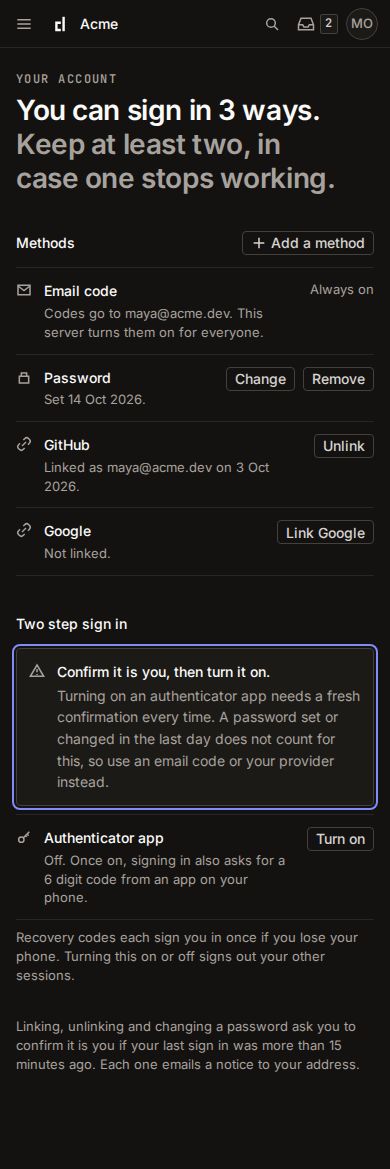 Acme
2
MO
YOUR ACCOUNT
You can sign in 3 ways.
Keep at least two, in
case one stops working.
Methods
Add a method
Email code
Always on
Codes go to maya@acme.dev. This
server turns them on for everyone.
Password
Change
Remove
Set 14 Oct 2026.
GitHub
Unlink
Linked as maya@acme.dev on 3 Oct
2026.
Google
Link Google
Not linked.
Two step sign in
Confirm it is you, then turn it on.
Turning on an authenticator app needs a fresh
confirmation every time. A password set or
changed in the last day does not count for
this, so use an email code or your provider
instead.
Authenticator app
Turn on
Off. Once on, signing in also asks for a
6 digit code from an app on your
phone.
Recovery codes each sign you in once if you lose your
phone. Turning this on or off signs out your other
sessions.
Linking, unlinking and changing a password ask you to
confirm it is you if your last sign in was more than 15
minutes ago. Each one emails a notice to your address.